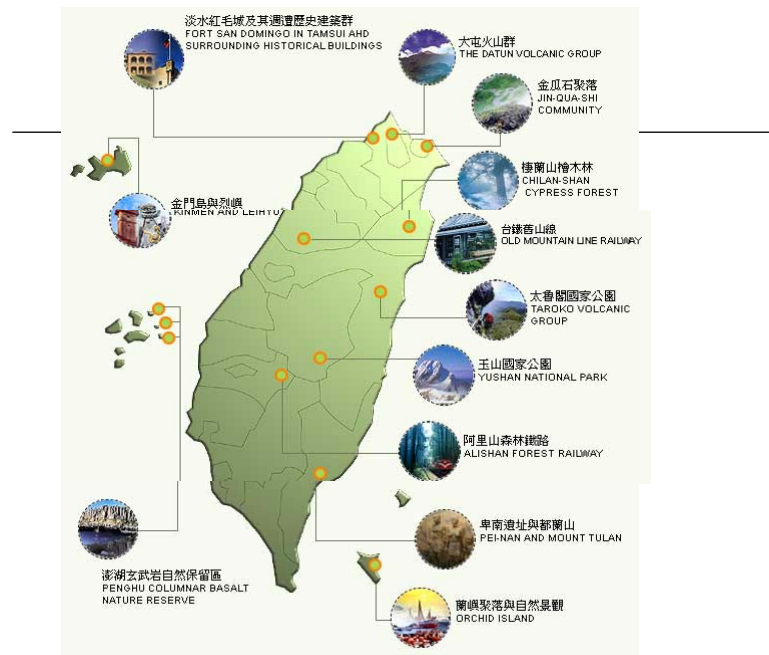 淡水紅毛城及其週遭歷史建築群
FORT SAN DOMINGO IN TAMSUI AHD
SURROUNDING HISTORICAL BUILDINGS
大屯火山群
THE DATUN VOLCANIC GROUP
金瓜石聚落
JIN-QUA-SHI
COMMUNITY
棲蘭山檜木林
CHILAN-SHAN
CYPRESS FOREST
金門島與烈嶼
KINMEN AND LEIHYU
台鐵舊山線
OLD MOUNTAIN LINE RAILWAY
太魯閣國家公園
TAROKO VOLCANIC
GROUP
玉山國家公園
YUSHAN NATIONAL PARK
阿里山森林鐵路
ALISHAN FOREST RAILWAY
卑南遺址與都蘭山
PEI-NAN AND MOUNT TULAN
澎湖玄武岩自然保留區
PENGHU COLUMNAR BASALT
NATURE RESERVE
蘭嶼聚落與自然景觀
ORCHID ISLAND